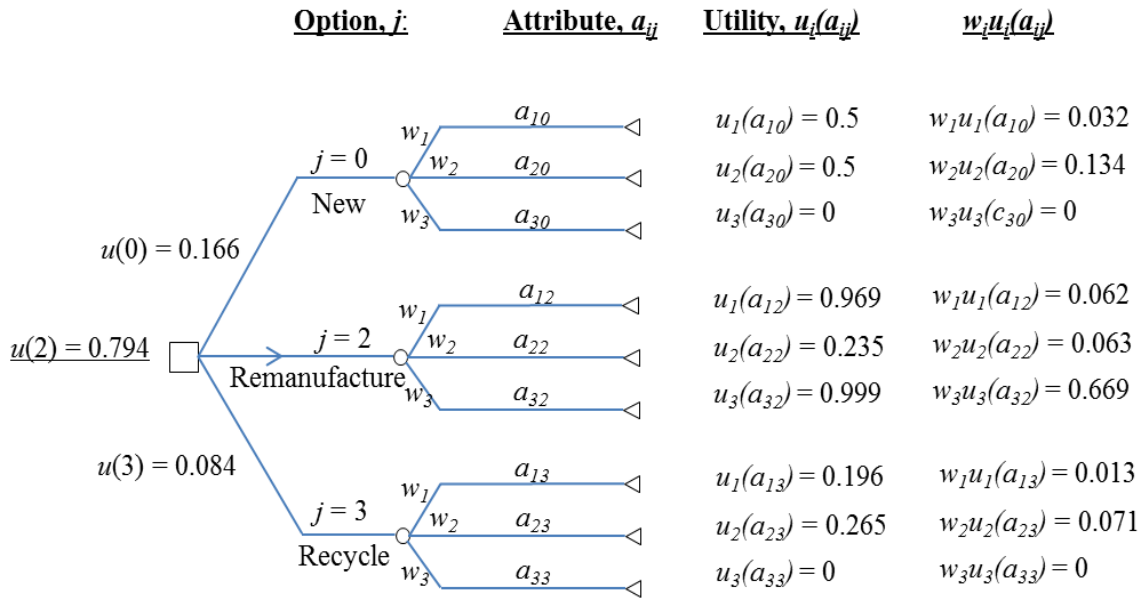 Option, j: Attribute, aij Utility, ui(aij) wiui(aij)
a10 u1(a10) = 0.5 w1u1(a10) = 0.032
w1
j = 0 w2 a20 u2(a20) = 0.5 w2u2(a20) = 0.134
New w3 a30 u3(a30) = 0 w3u3(c30) = 0
u(0) = 0.166
a12 u1(a12) = 0.969 w1u1(a12) = 0.062
w1
u(2) = 0.794 j = 2 w2 a22 u2(a22) = 0.235 w2u2(a22) = 0.063
Remanufacture w3 a32 u3(a32) = 0.999 w3u3(a32) = 0.669
u(3) = 0.084
a13 u1(a13) = 0.196 w1u1(a13) = 0.013
w1
j = 3 w2 a23 u2(a23) = 0.265 w2u2(a23) = 0.071
Recycle w3 a33 u3(a33) = 0 w3u3(a33) = 0